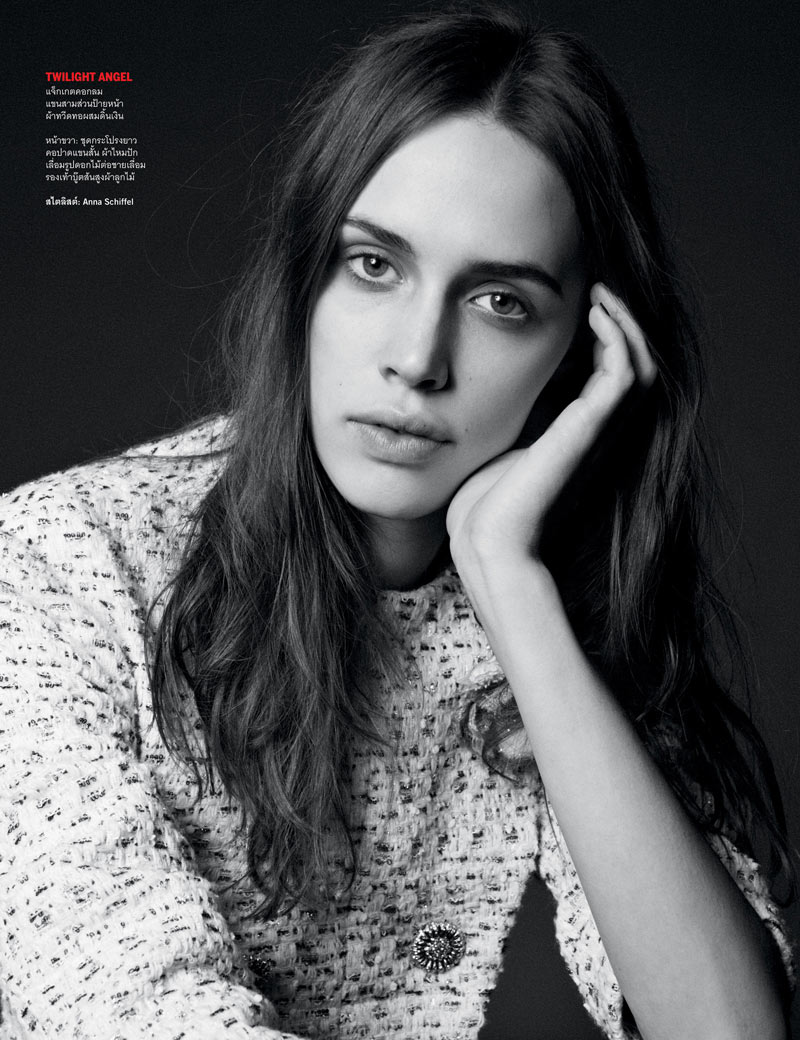 TWILIGHT ANGEL
แจ็กเกตคอกลม
แขนสามส่วนป้ายหน้า
ผ้าทวีดทอผสมดิ้นเงิน
หน้าขวา: ชุดกระโปรงยาว
คอปาดแขนสั้น ผ้าไหมปัก
เลื่อมรูปดอกไม้ต่อชายเลื่อม
รองเท้าบู๊ตส้นสูงผ้าลูกไม้
สไตลิสต์: Anna Schiffel